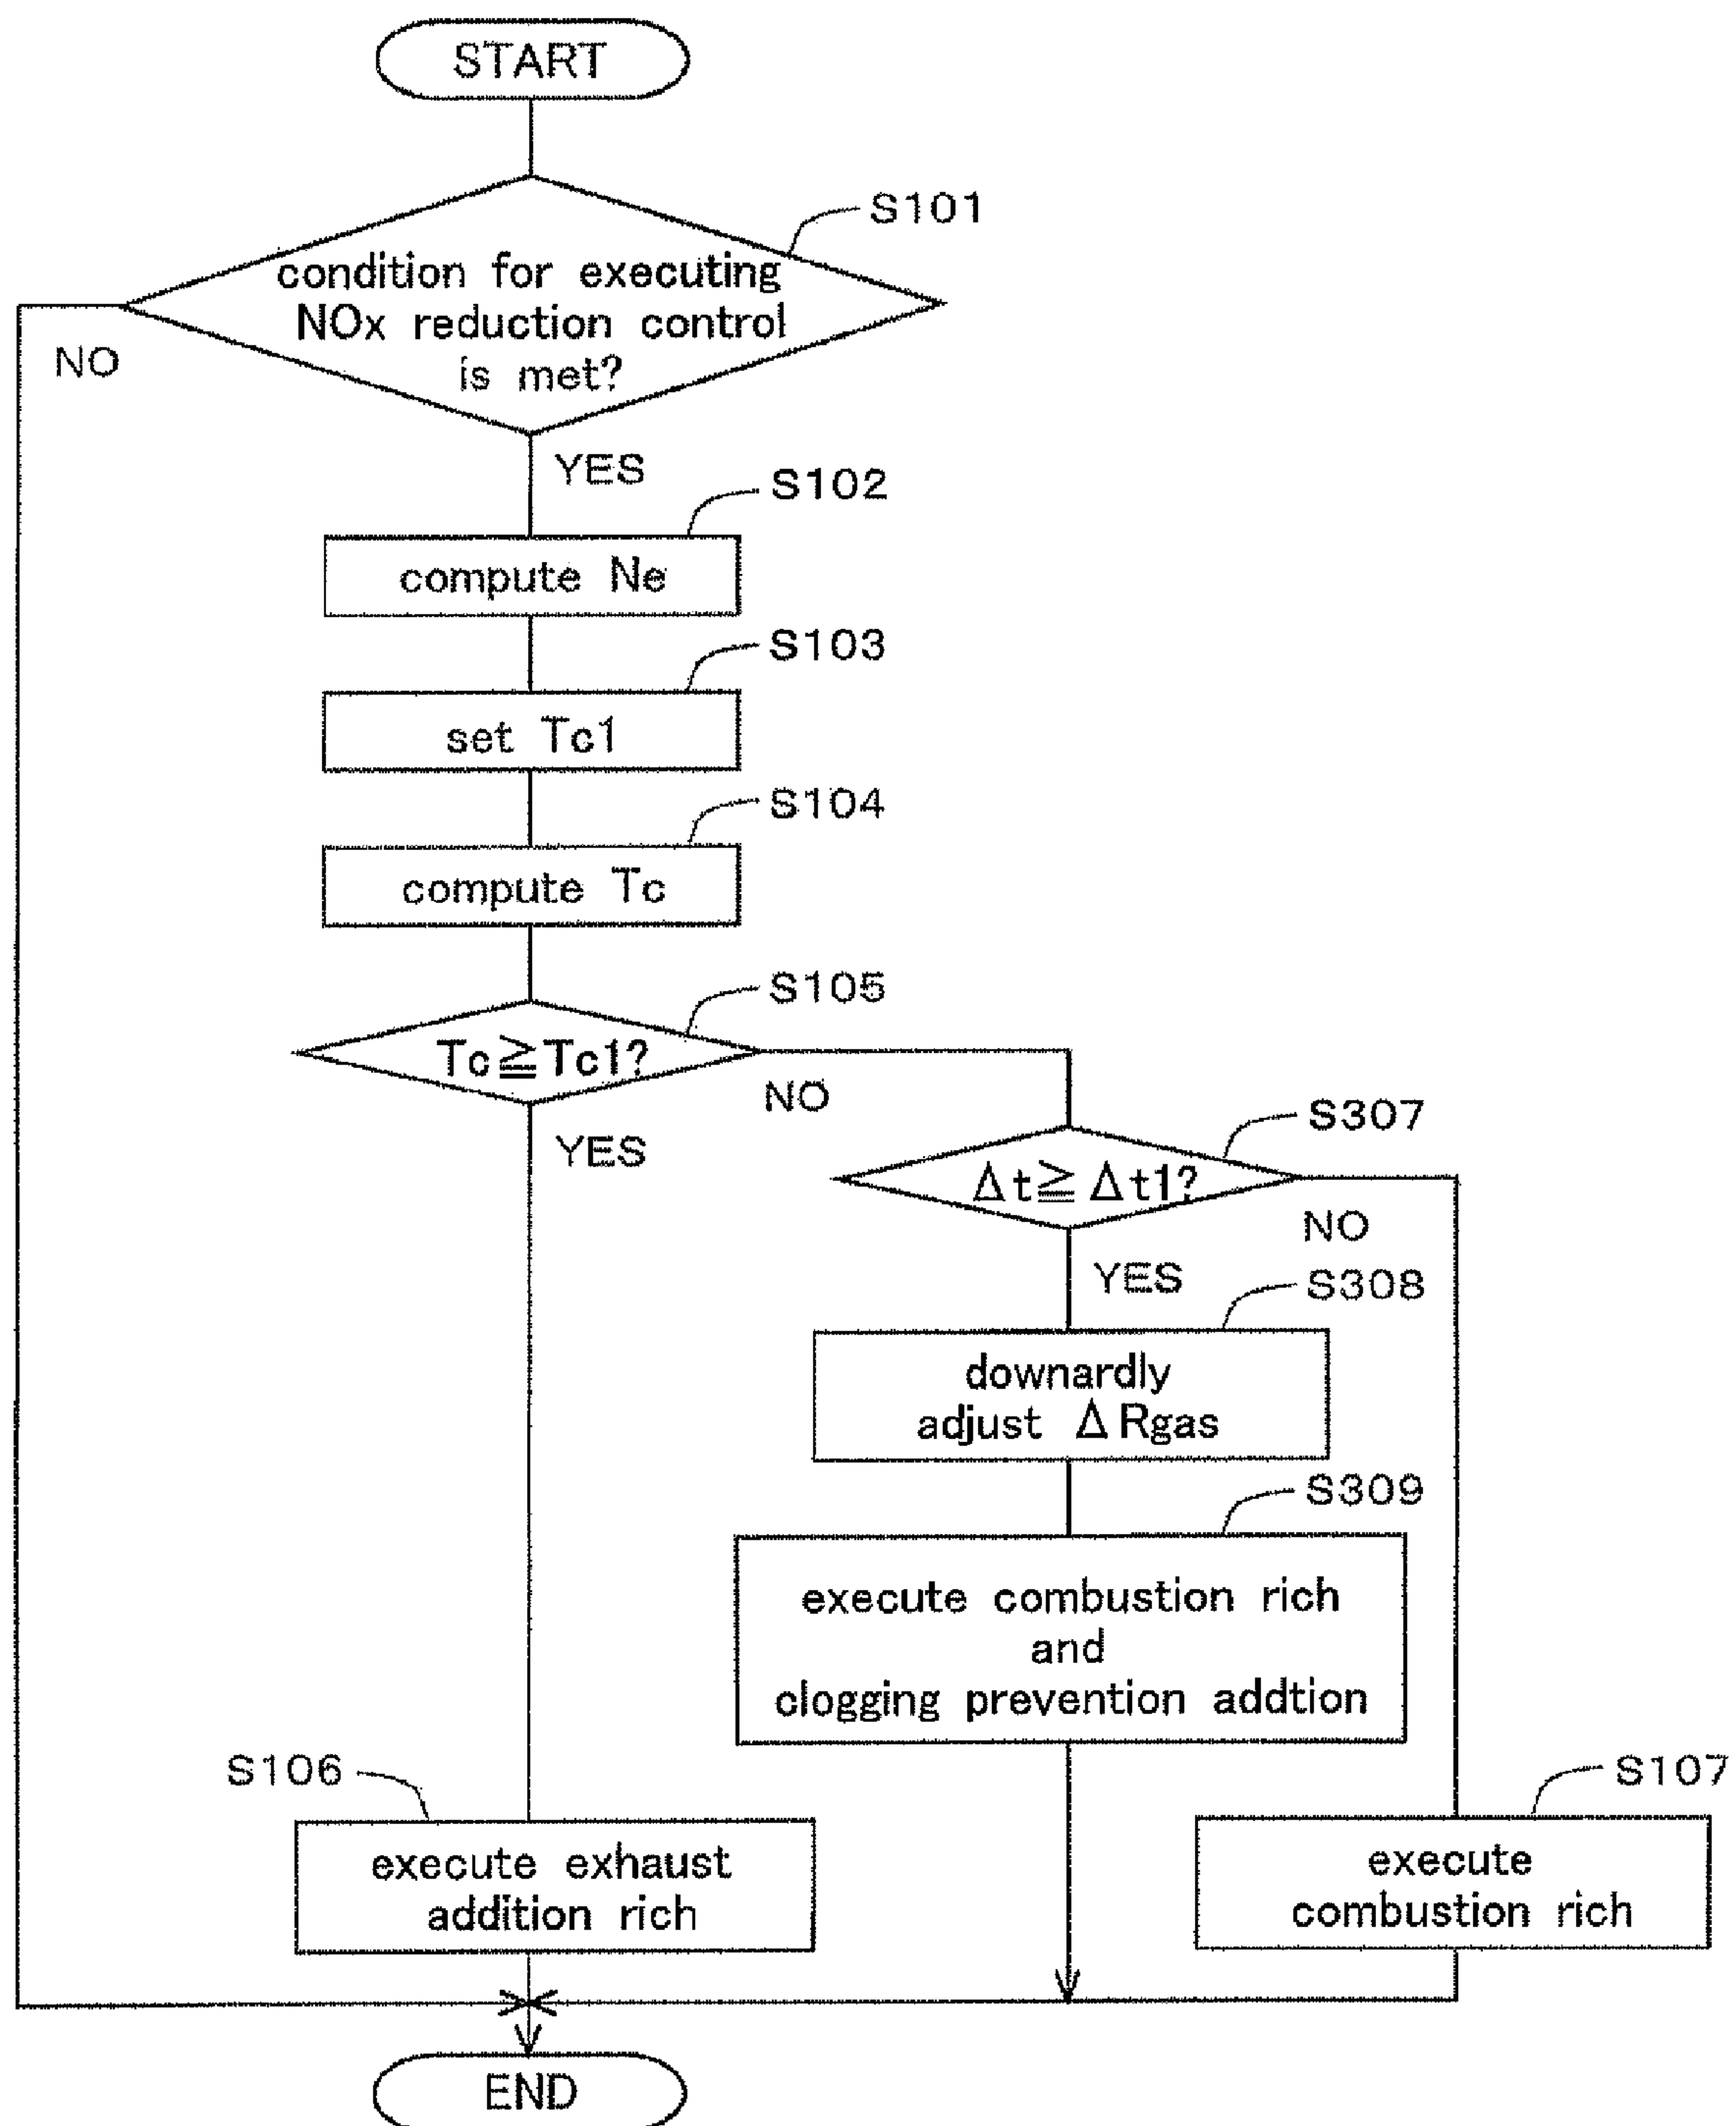 START
S101
condition for executing
NOx reduction control
is met?
NO
YES
S102
compute Ne
S103
set Tc1
S104
compute Tc
S105
Tc≧Tc1?
NO
YES
S307
Δt≧Δt1?
NO
YES
S308
downardly
adjust ΔRgas
S309
execute combustion rich
and
clogging prevention addtion
S106
execute exhaust
addition rich
S107
execute
combustion rich
END